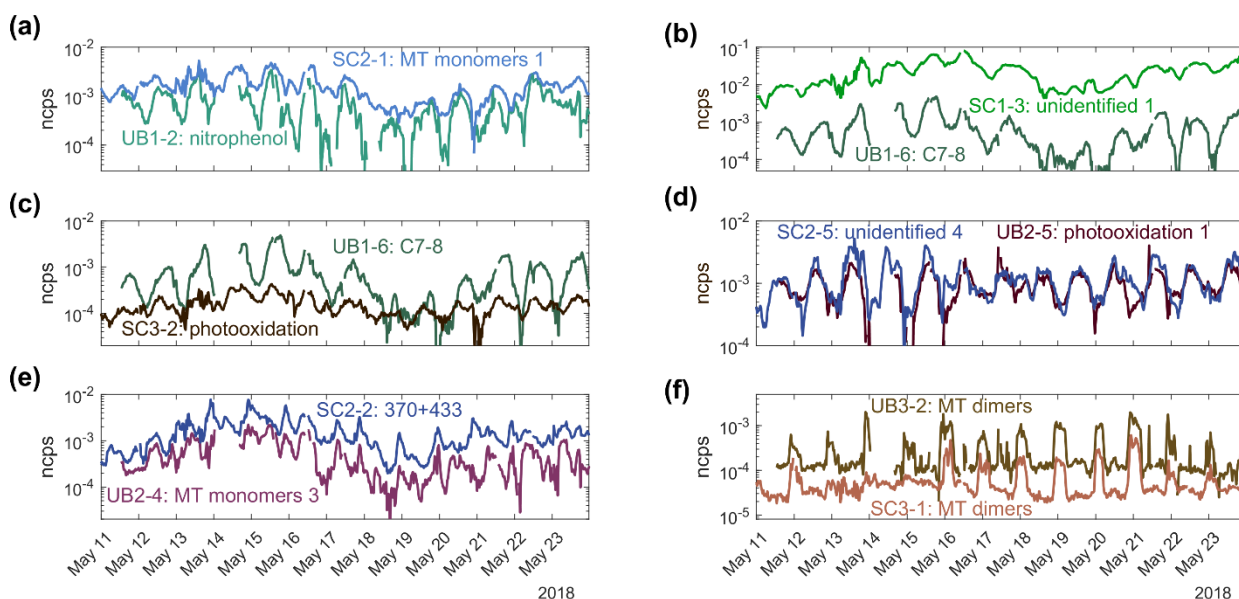 (a)
10⁻²
10⁻³
10⁻⁴
ncps
SC2-1: MT monomers 1
UB1-2: nitrophenol
(b)
10⁻¹
10⁻²
10⁻³
10⁻⁴
ncps
SC1-3: unidentified 1
UB1-6: C7-8
(c)
10⁻²
10⁻³
10⁻⁴
ncps
UB1-6: C7-8
SC3-2: photooxidation
(d)
10⁻²
10⁻³
10⁻⁴
ncps
SC2-5: unidentified 4
UB2-5: photooxidation 1
(e)
10⁻²
10⁻³
10⁻⁴
ncps
SC2-2: 370+433
UB2-4: MT monomers 3
May 11
May 12
May 13
May 14
May 15
May 16
May 17
May 18
May 19
May 20
May 21
May 22
May 23
2018
(f)
10⁻³
10⁻⁴
10⁻⁵
ncps
UB3-2: MT dimers
SC3-1: MT dimers
May 11
May 12
May 13
May 14
May 15
May 16
May 17
May 18
May 19
May 20
May 21
May 22
May 23
2018